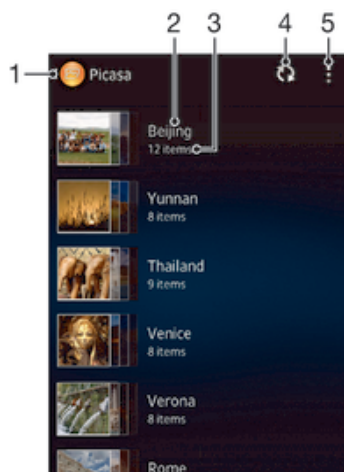 1
2
3
4
5
Picasa
Beijing
12 items
Yunnan
8 items
Thailand
9 items
Venice
8 items
Verona
8 items
Rome